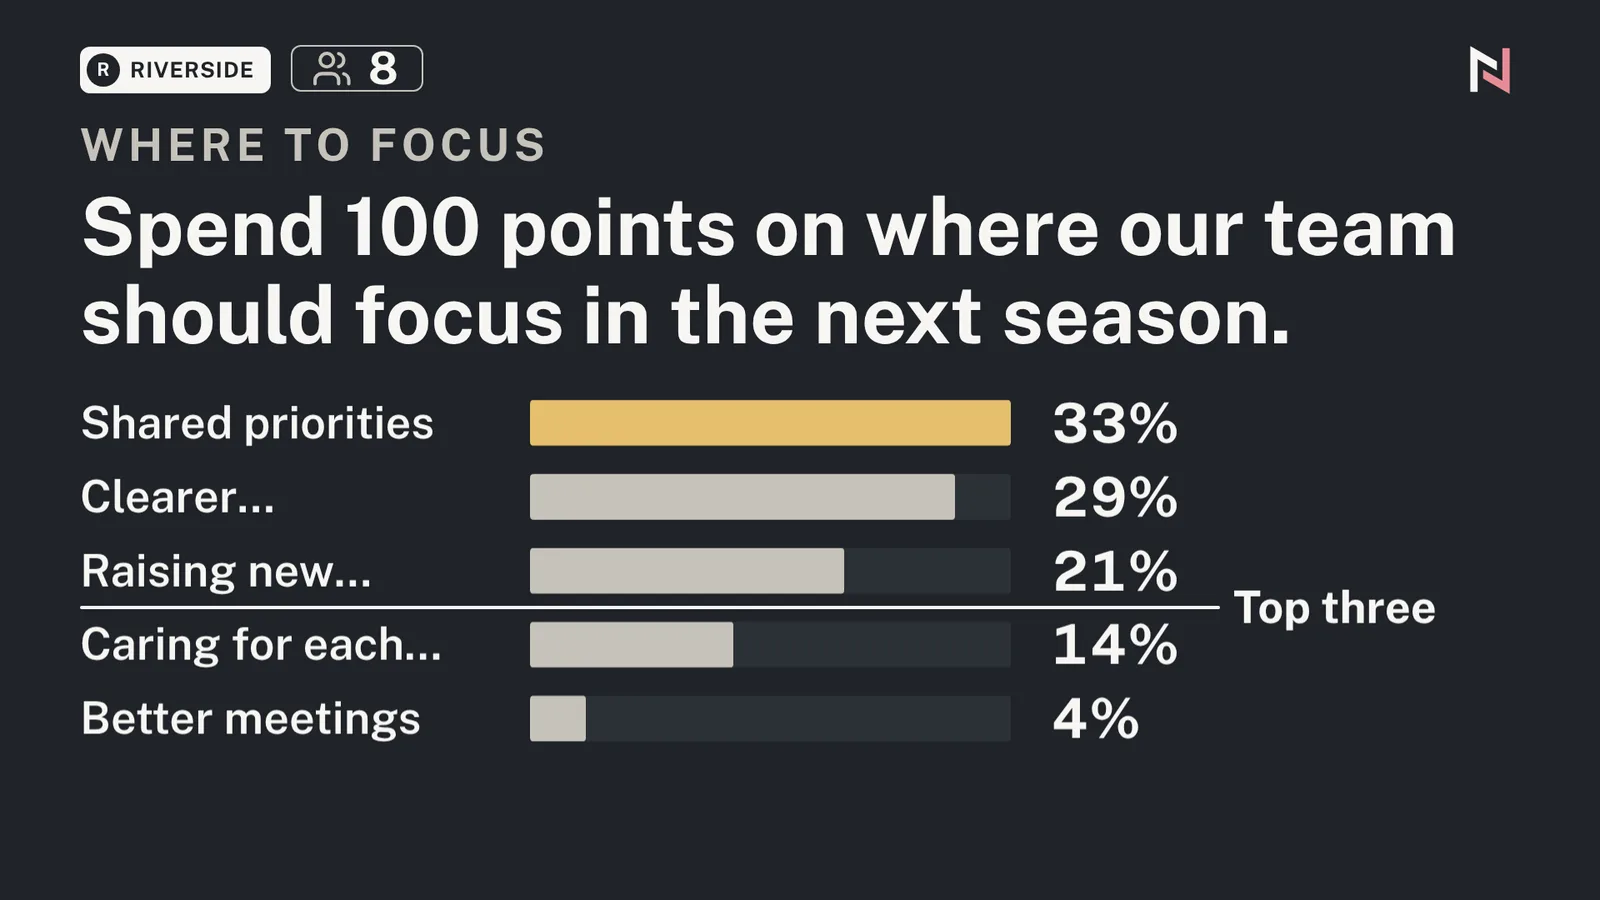 R RIVERSIDE 8
WHERE TO FOCUS
Spend 100 points on where our team
should focus in the next season.
Shared priorities 33%
Clearer... 29%
Raising new... 21%
Top three
Caring for each... 14%
Better meetings 4%